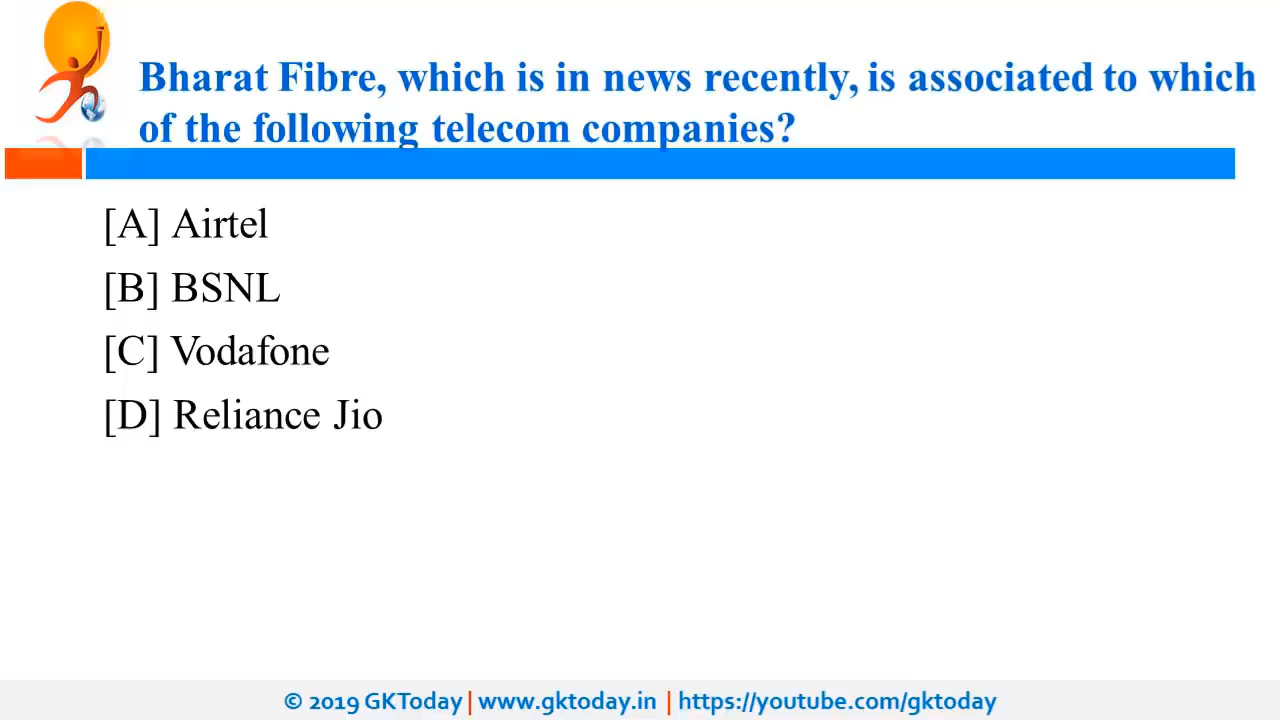 Bharat Fibre, which is in news recently, is associated to which
of the following telecom companies?
[A] Airtel
[B] BSNL
[C] Vodafone
[D] Reliance Jio
© 2019 GKToday | www.gktoday.in | https://youtube.com/gktoday